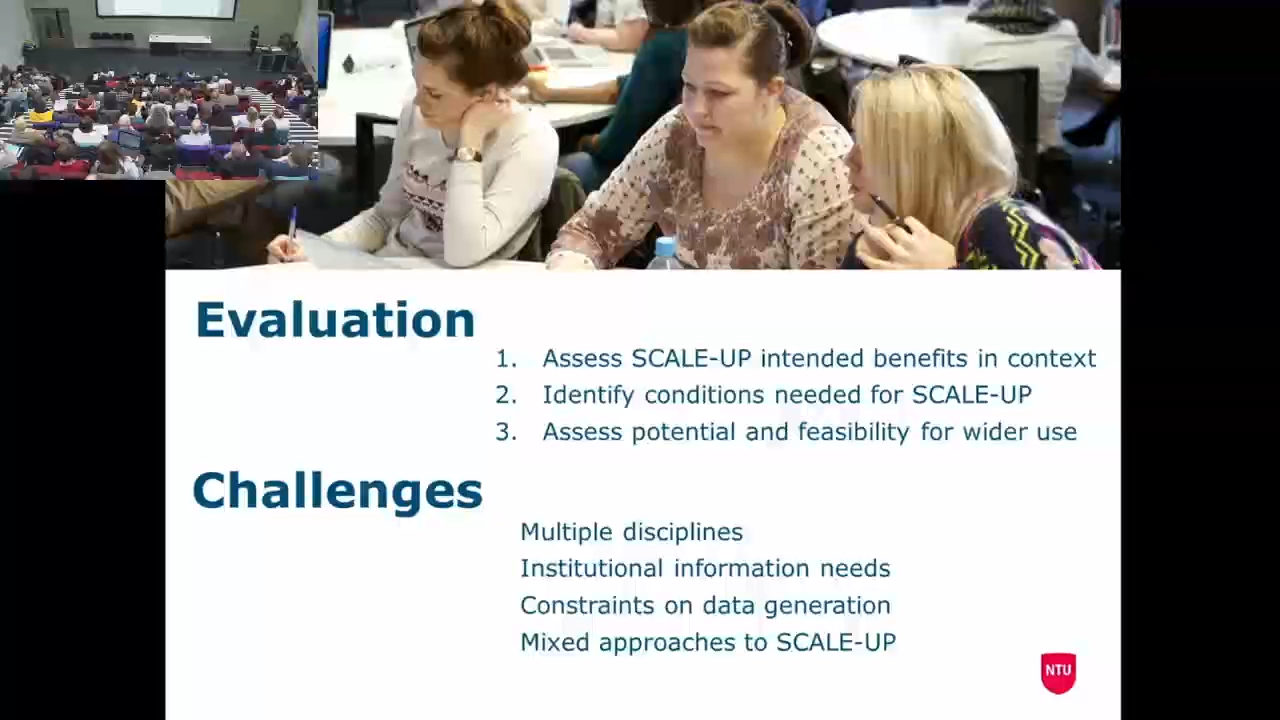 Evaluation
1. Assess SCALE-UP intended benefits in context
2. Identify conditions needed for SCALE-UP
3. Assess potential and feasibility for wider use
Challenges
Multiple disciplines
Institutional information needs
Constraints on data generation
Mixed approaches to SCALE-UP
NTU